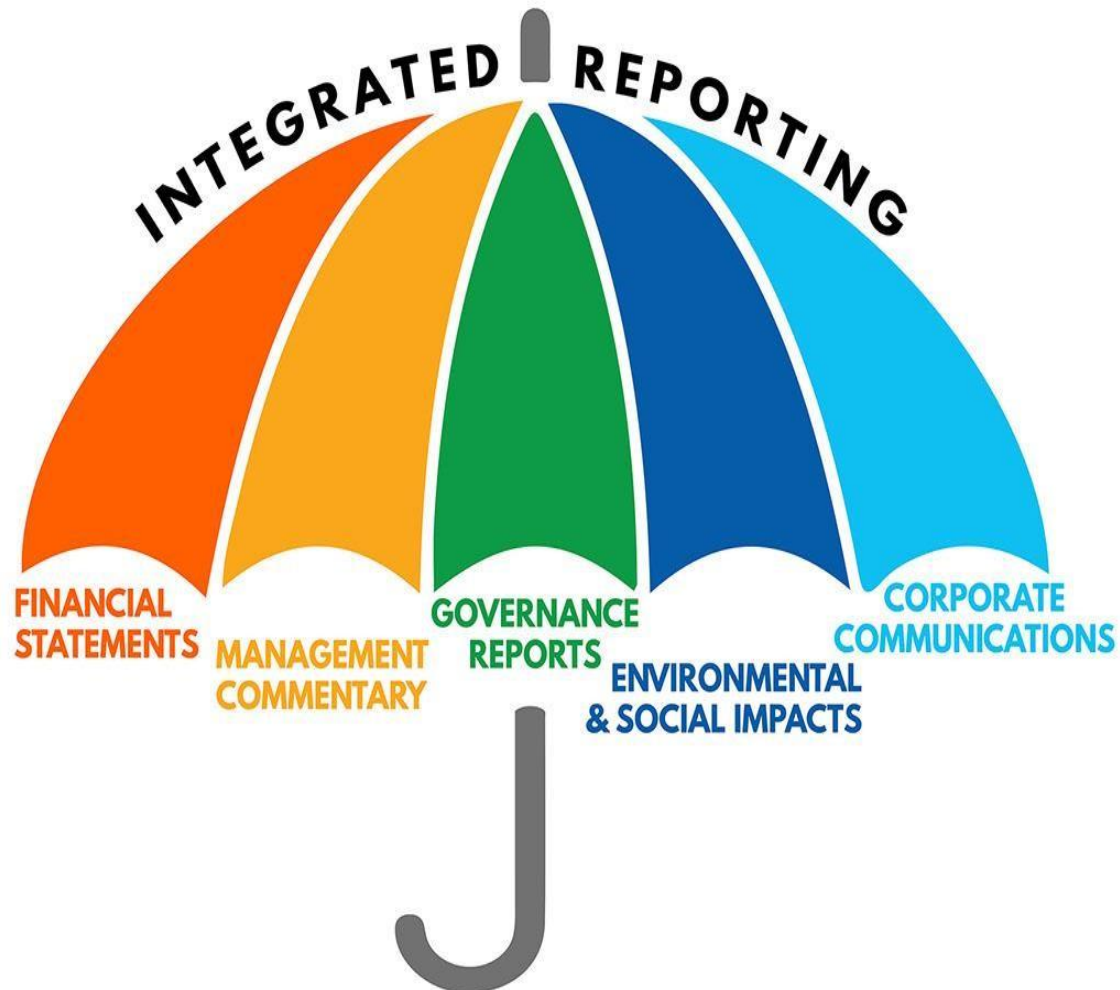 INTEGRATED REPORTING
FINANCIAL
STATEMENTS
MANAGEMENT
COMMENTARY
GOVERNANCE
REPORTS
ENVIRONMENTAL
& SOCIAL IMPACTS
CORPORATE
COMMUNICATIONS